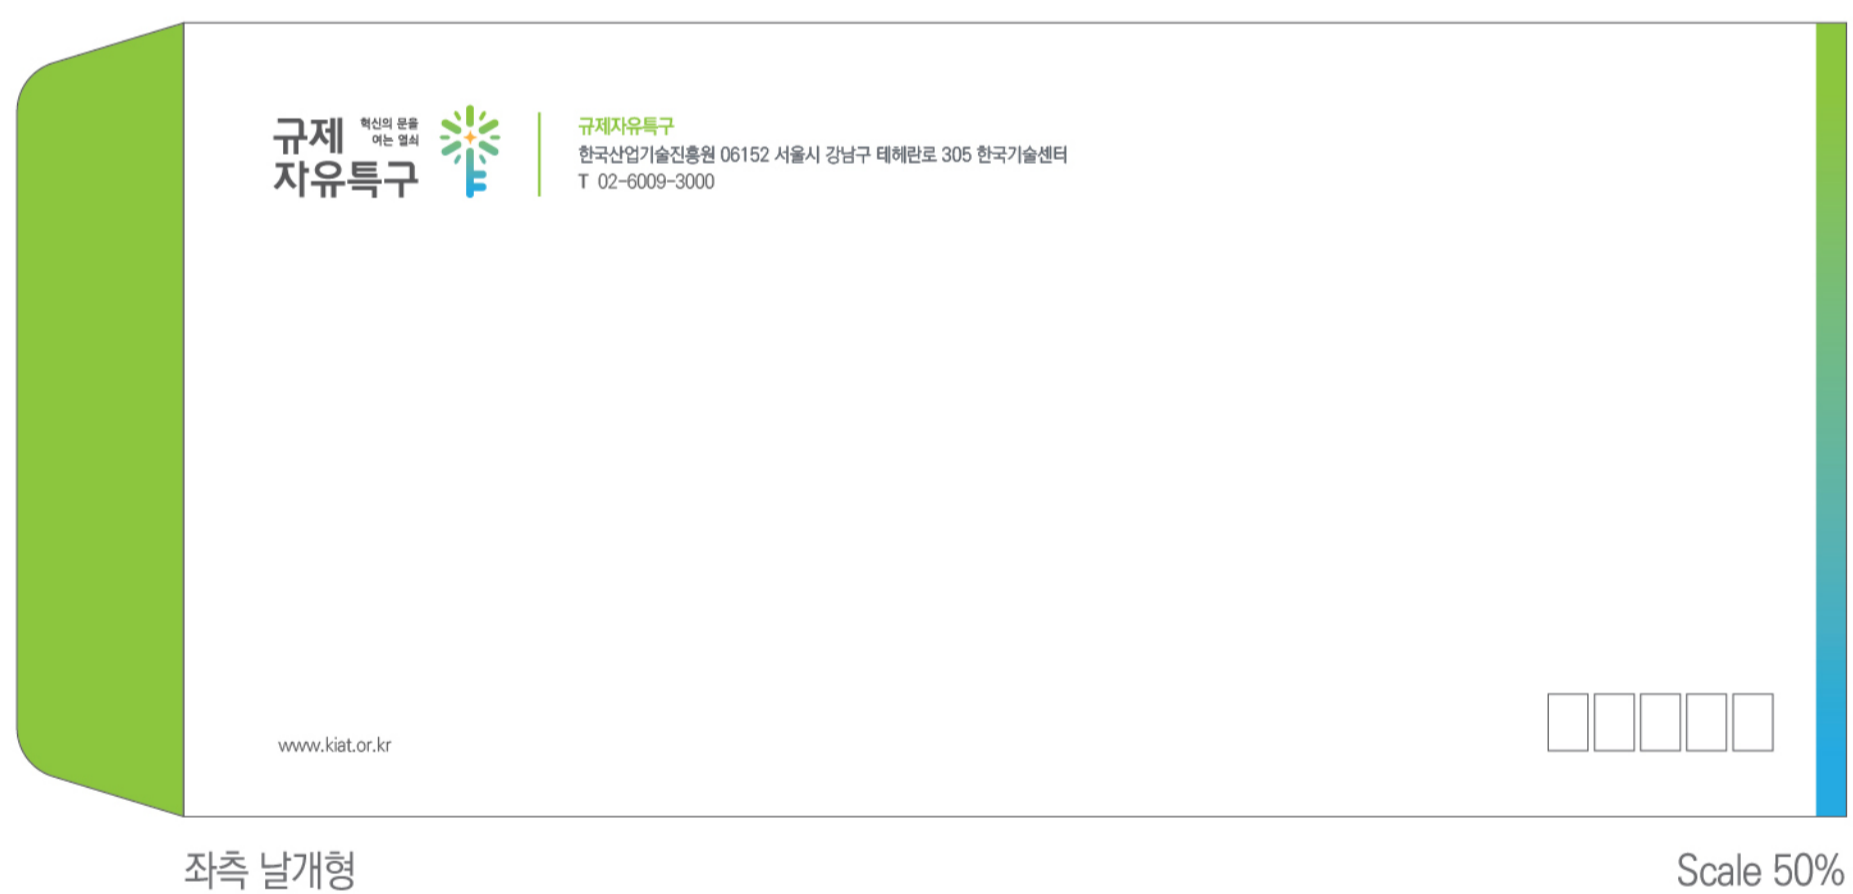 규제 혁신의 문을
여는 열쇠
자유특구
규제자유특구
한국산업기술진흥원 06152 서울시 강남구 테헤란로 305 한국기술센터
T 02-6009-3000
www.kiat.or.kr
좌측 날개형
Scale 50%